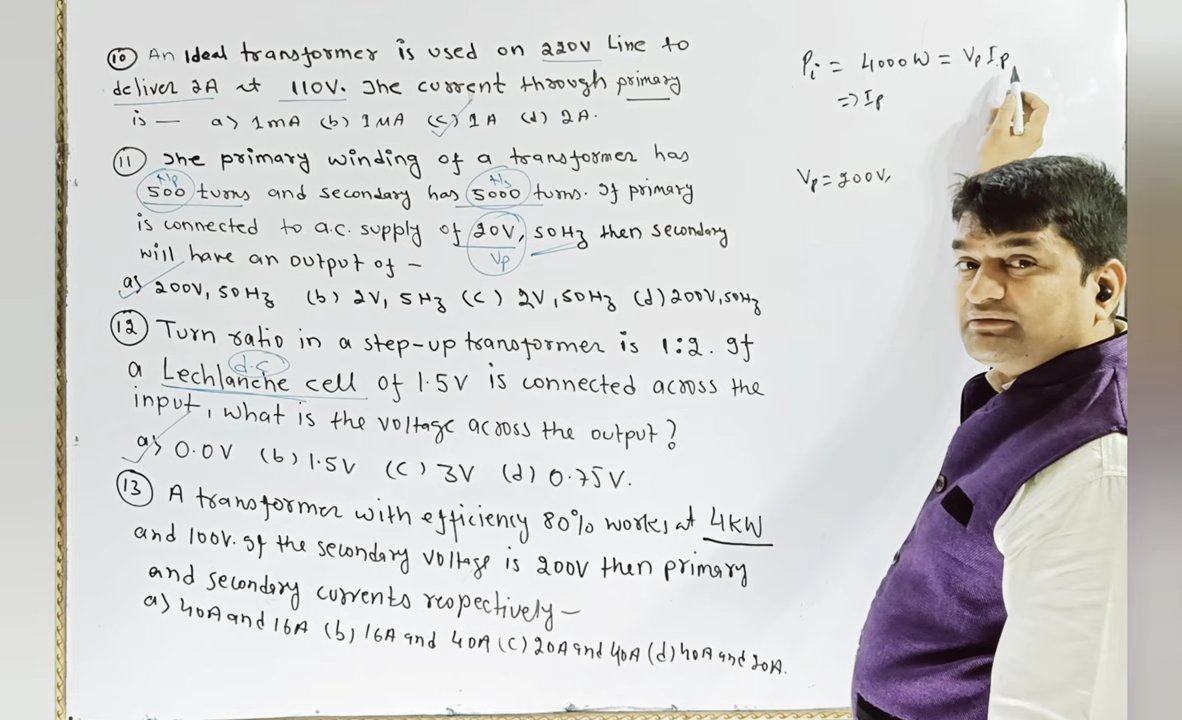 (10) An Ideal transformer is used on 220V Line to
deliver 2A at 110V. The current through primary
is — a) 1mA (b) 1MA (c) 1A (d) 2A.
(11) The primary winding of a transformer has
Np Ns
500 turns and secondary has 5000 turns. If primary
is connected to a.c. supply of 20V, 50Hz then secondary
Vp
will have an output of —
a) 200V, 50Hz (b) 2V, 5Hz (c) 2V, 50Hz (d) 200V, 50Hz
(12) Turn ratio in a step-up transformer is 1:2. If
d.c
a Lechlanche cell of 1.5V is connected across the
input, what is the voltage across the output?
a) 0.0V (b) 1.5V (c) 3V (d) 0.75V.
(13) A transformer with efficiency 80% works at 4KW
and 100V. If the secondary voltage is 200V then primary
and secondary currents respectively—
a) 40A and 16A (b) 16A and 40A (c) 20A and 40A (d) 40A and 20A.
Pi = 4000W = Vp Ip
=> Ip
Vp = 200V,